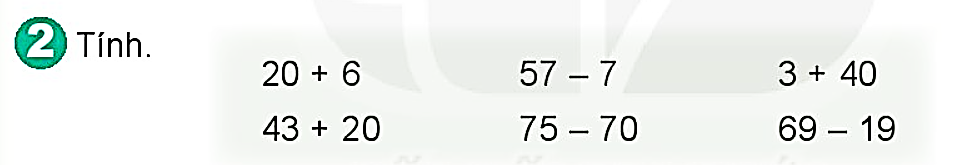 2 Tính.
20 + 6 57 – 7 3 + 40
43 + 20 75 – 70 69 – 19